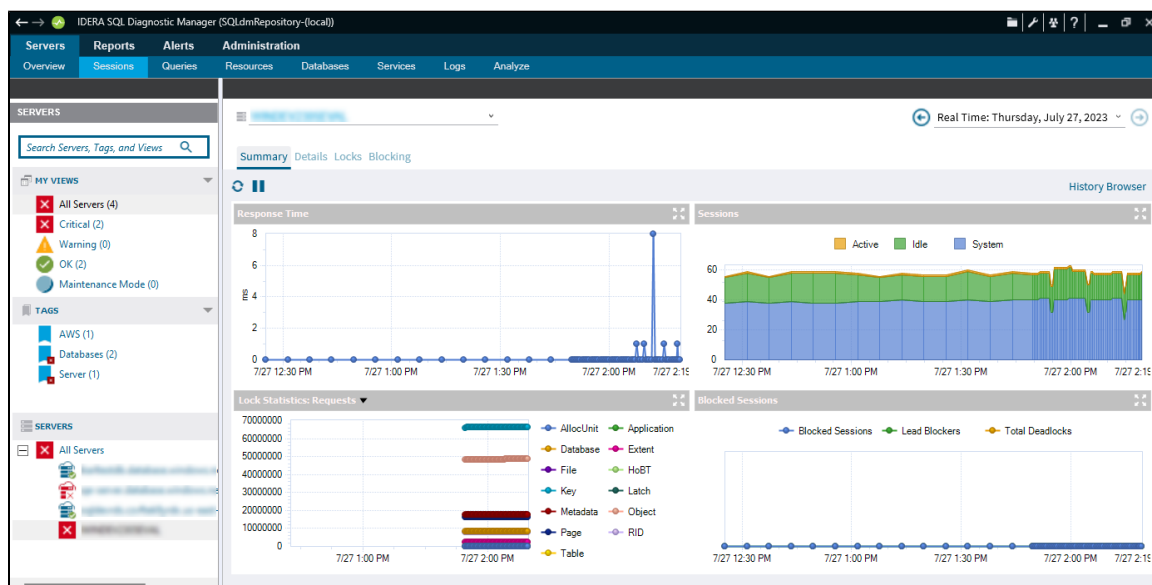 IDERA SQL Diagnostic Manager (SQLdmRepository-(local))
Servers Reports Alerts Administration
Overview Sessions Queries Resources Databases Services Logs Analyze
SERVERS
Real Time: Thursday, July 27, 2023
Search Servers, Tags, and Views
Summary Details Locks Blocking
MY VIEWS
History Browser
All Servers (4)
Critical (2)
Warning (0)
OK (2)
Maintenance Mode (0)
TAGS
AWS (1)
Databases (2)
Server (1)
SERVERS
All Servers
Response Time
8
6
ms
4
2
0
7/27 12:30 PM 7/27 1:00 PM 7/27 1:30 PM 7/27 2:00 PM 7/27 2:15
Sessions
Active Idle System
60
40
20
0
7/27 12:30 PM 7/27 1:00 PM 7/27 1:30 PM 7/27 2:00 PM 7/27 2:15
Lock Statistics: Requests
70000000
60000000
50000000
40000000
30000000
20000000
10000000
0
7/27 1:00 PM 7/27 2:00 PM
AllocUnit Application
Database Extent
File HoBT
Key Latch
Metadata Object
Page RID
Table
Blocked Sessions
Blocked Sessions Lead Blockers Total Deadlocks
7/27 12:30 PM 7/27 1:00 PM 7/27 1:30 PM 7/27 2:00 PM 7/27 2:15